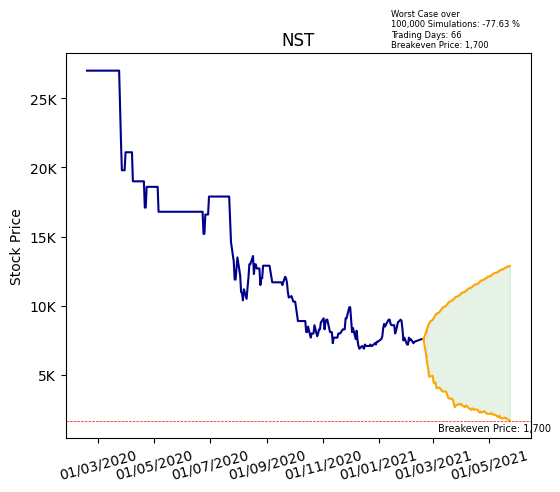 Worst Case over
100,000 Simulations: -77.63 %
Trading Days: 66
Breakeven Price: 1,700
NST
Stock Price
25K
20K
15K
10K
5K
Breakeven Price: 1,700
01/03/2020
01/05/2020
01/07/2020
01/09/2020
01/11/2020
01/01/2021
01/03/2021
01/05/2021